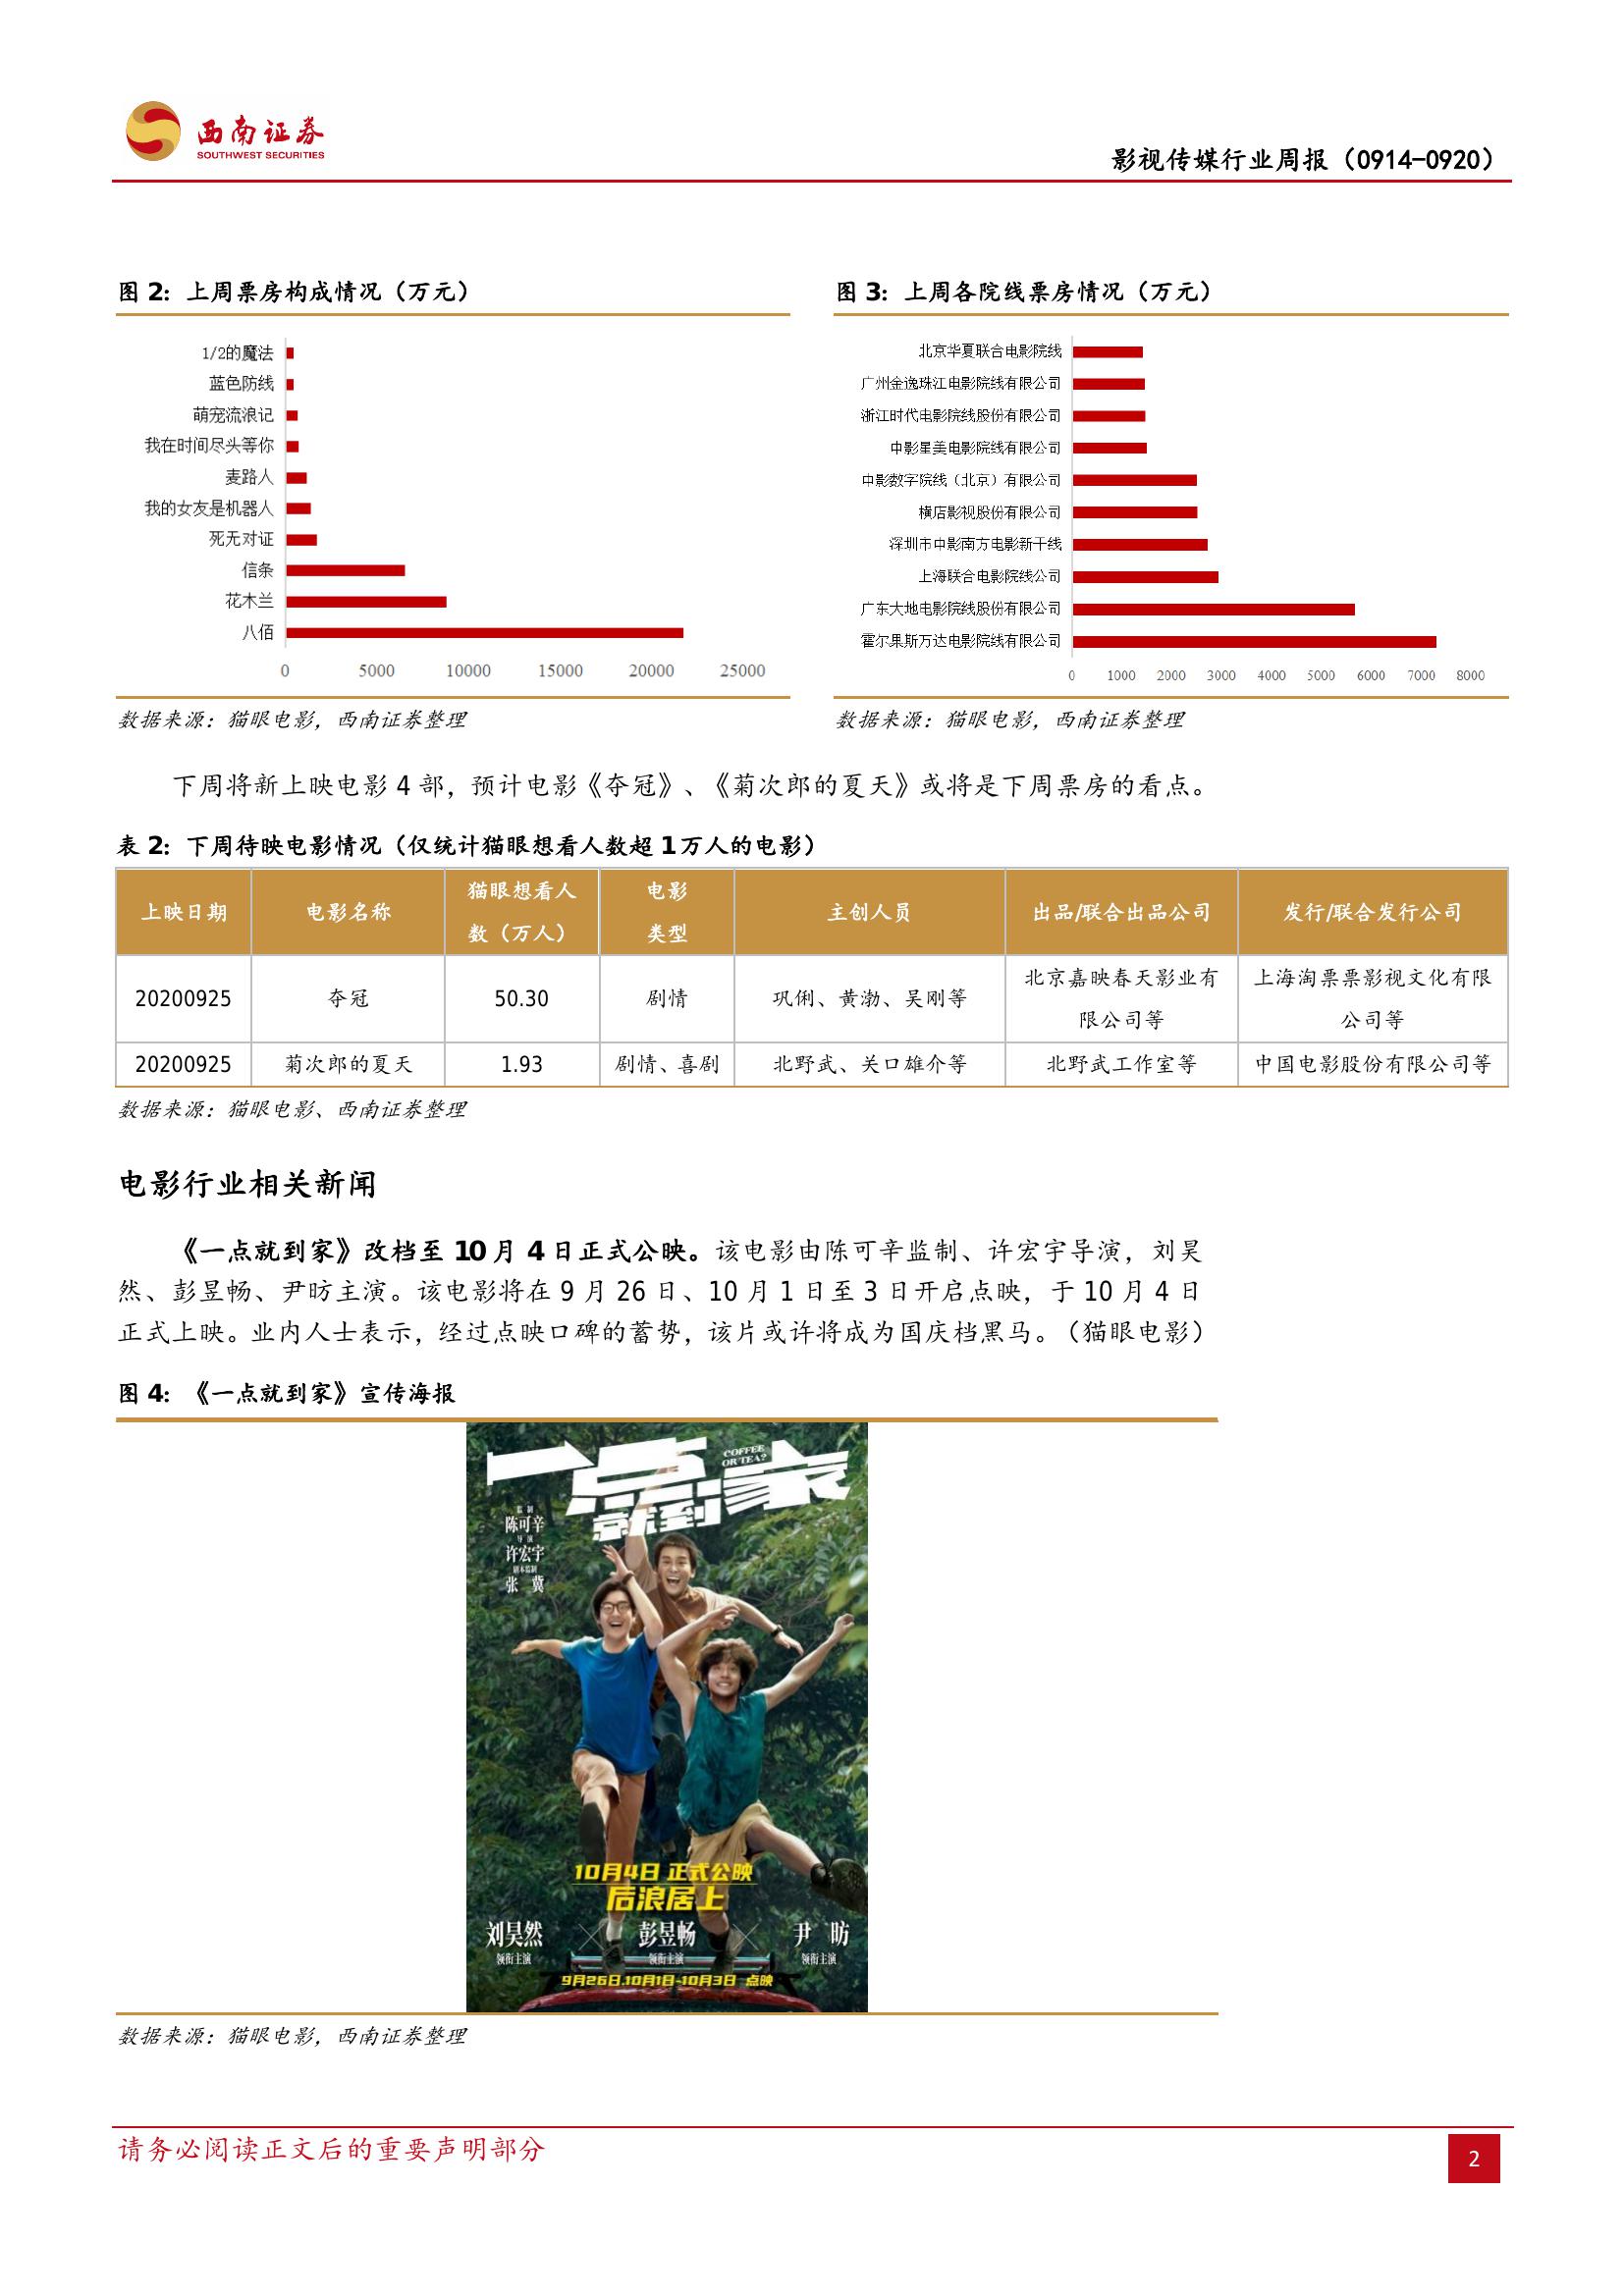 西南证券
SOUTHWEST SECURITIES
影视传媒行业周报（0914-0920）
图 2：上周票房构成情况（万元）
1/2的魔法
蓝色防线
萌宠流浪记
我在时间尽头等你
麦路人
我的女友是机器人
死无对证
信条
花木兰
八佰
0 5000 10000 15000 20000 25000
数据来源：猫眼电影，西南证券整理
图 3：上周各院线票房情况（万元）
北京华夏联合电影院线
广州金逸珠江电影院线有限公司
浙江时代电影院线股份有限公司
中影星美电影院线有限公司
中影数字院线（北京）有限公司
横店影视股份有限公司
深圳市中影南方电影新干线
上海联合电影院线公司
广东大地电影院线股份有限公司
霍尔果斯万达电影院线有限公司
0 1000 2000 3000 4000 5000 6000 7000 8000
数据来源：猫眼电影，西南证券整理
下周将新上映电影 4 部，预计电影《夺冠》、《菊次郎的夏天》或将是下周票房的看点。
表 2：下周待映电影情况（仅统计猫眼想看人数超 1 万人的电影）
上映日期 电影名称 猫眼想看人数（万人） 电影类型 主创人员 出品/联合出品公司 发行/联合发行公司
20200925 夺冠 50.30 剧情 巩俐、黄渤、吴刚等 北京嘉映春天影业有限公司等 上海淘票票影视文化有限公司等
20200925 菊次郎的夏天 1.93 剧情、喜剧 北野武、关口雄介等 北野武工作室等 中国电影股份有限公司等
数据来源：猫眼电影、西南证券整理
电影行业相关新闻
《一点就到家》改档至 10 月 4 日正式公映。该电影由陈可辛监制、许宏宇导演，刘昊
然、彭昱畅、尹昉主演。该电影将在 9 月 26 日、10 月 1 日至 3 日开启点映，于 10 月 4 日
正式上映。业内人士表示，经过点映口碑的蓄势，该片或许将成为国庆档黑马。（猫眼电影）
图 4：《一点就到家》宣传海报
一点就到家
COFFEE
OR TEA?
监制
陈可辛
导演
许宏宇
剧本监制
张冀
10月4日 正式公映
后浪居上
刘昊然 彭昱畅 尹昉
领衔主演 领衔主演 领衔主演
9月26日.10月1日-10月3日 点映
数据来源：猫眼电影，西南证券整理
请务必阅读正文后的重要声明部分
2